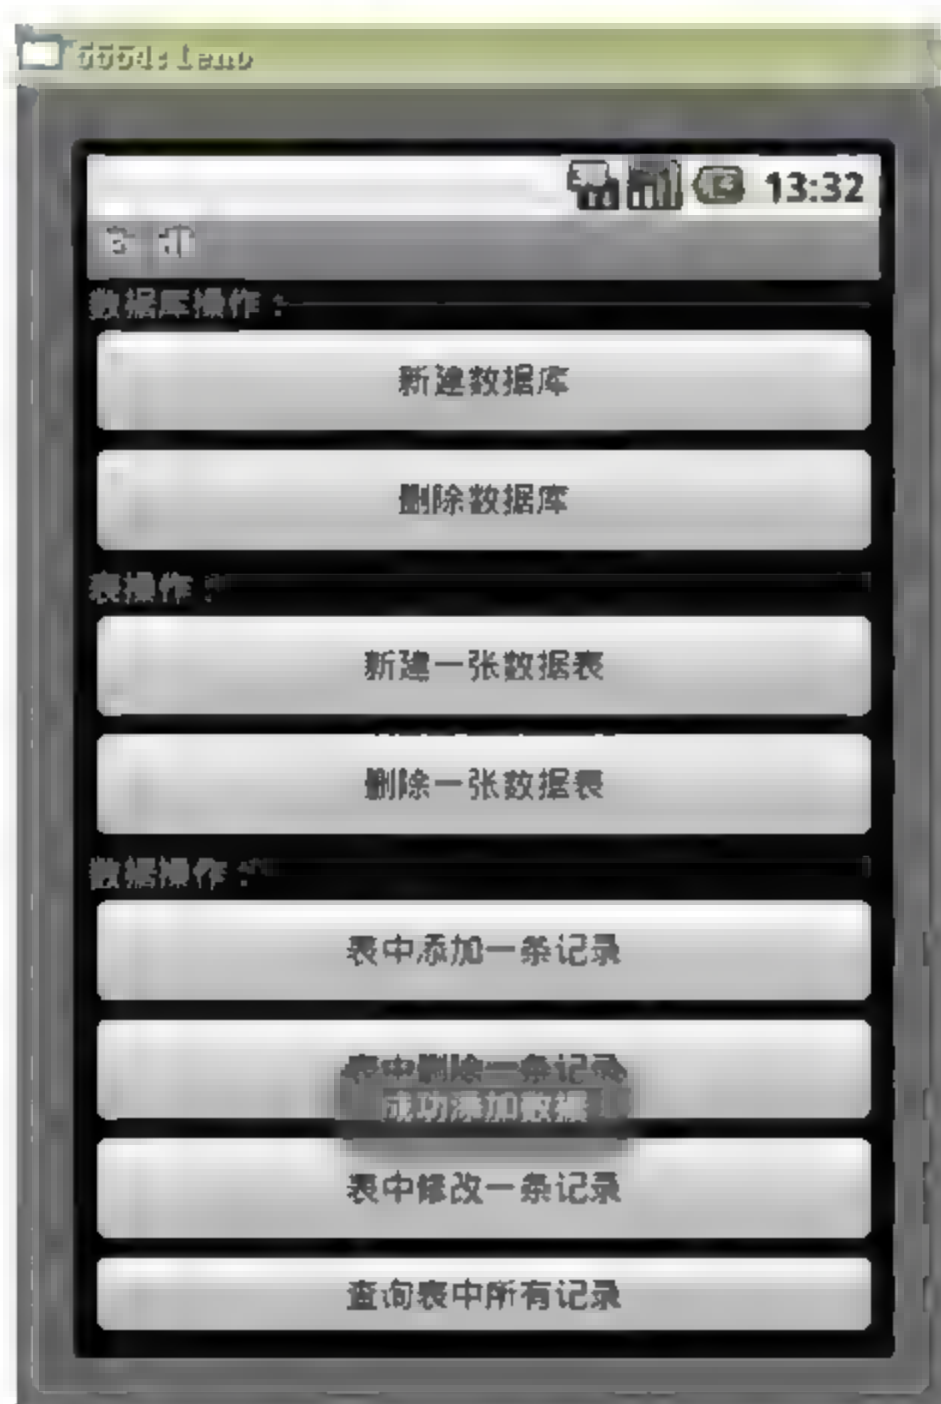 13:32
数据库操作：
新建数据库
删除数据库
表操作：
新建一张数据表
删除一张数据表
数据操作：
表中添加一条记录
表中删除一条记录
成功添加数据
表中修改一条记录
查询表中所有记录